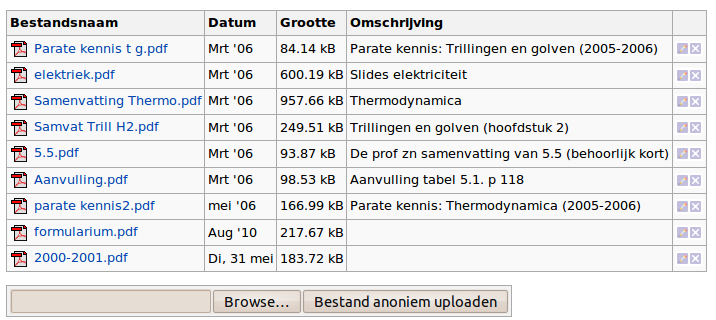 Bestandsnaam Datum Grootte Omschrijving
Parate kennis t g.pdf Mrt '06 84.14 kB Parate kennis: Trillingen en golven (2005-2006)
elektriek.pdf Mrt '06 600.19 kB Slides elektriciteit
Samenvatting Thermo.pdf Mrt '06 957.66 kB Thermodynamica
Samvat Trill H2.pdf Mrt '06 249.51 kB Trillingen en golven (hoofdstuk 2)
5.5.pdf Mrt '06 93.87 kB De prof zn samenvatting van 5.5 (behoorlijk kort)
Aanvulling.pdf Mrt '06 98.53 kB Aanvulling tabel 5.1. p 118
parate kennis2.pdf mei '06 166.99 kB Parate kennis: Thermodynamica (2005-2006)
formularium.pdf Aug '10 217.67 kB
2000-2001.pdf Di, 31 mei 183.72 kB
Browse... Bestand anoniem uploaden